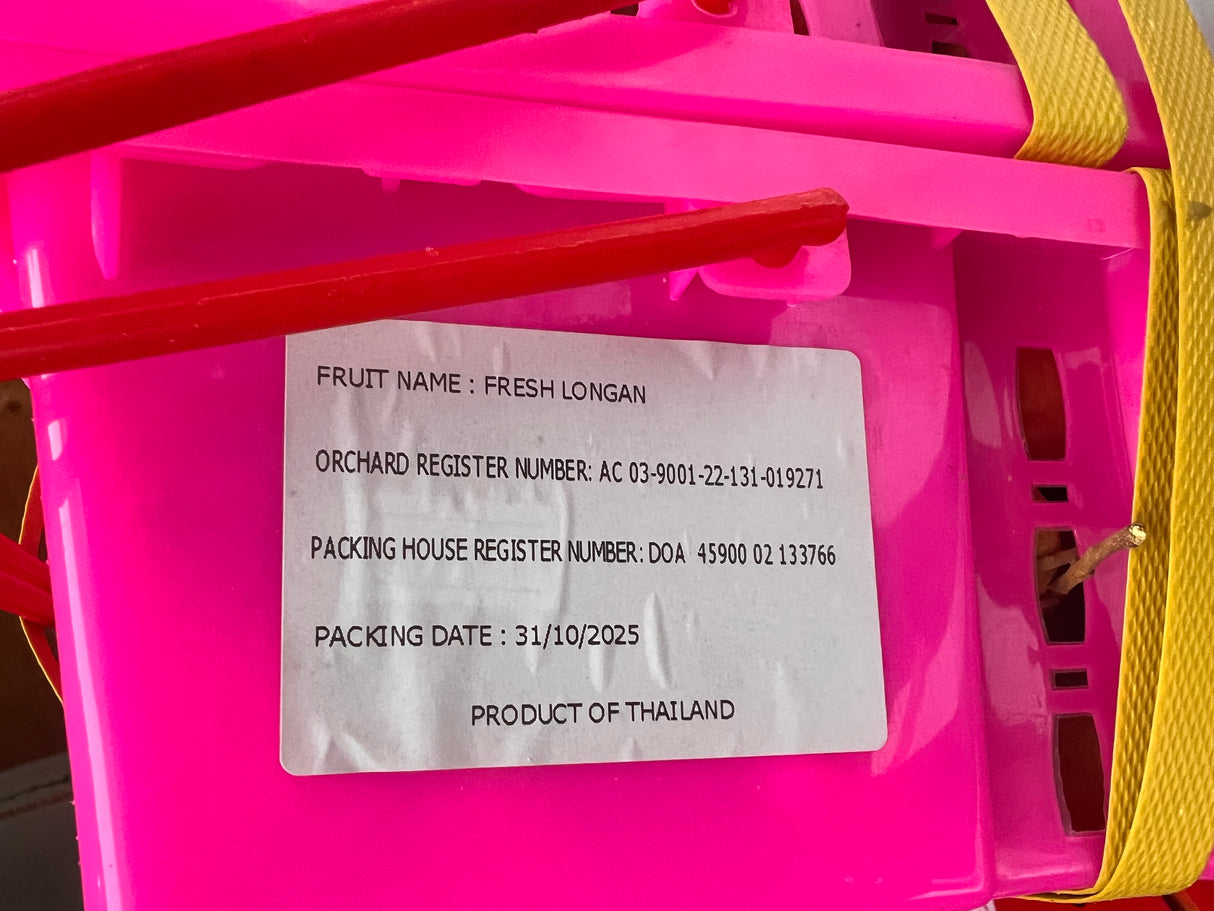 FRUIT NAME : FRESH LONGAN
ORCHARD REGISTER NUMBER: AC 03-9001-22-131-019271
PACKING HOUSE REGISTER NUMBER: DOA 45900 02 133766
PACKING DATE : 31/10/2025
PRODUCT OF THAILAND